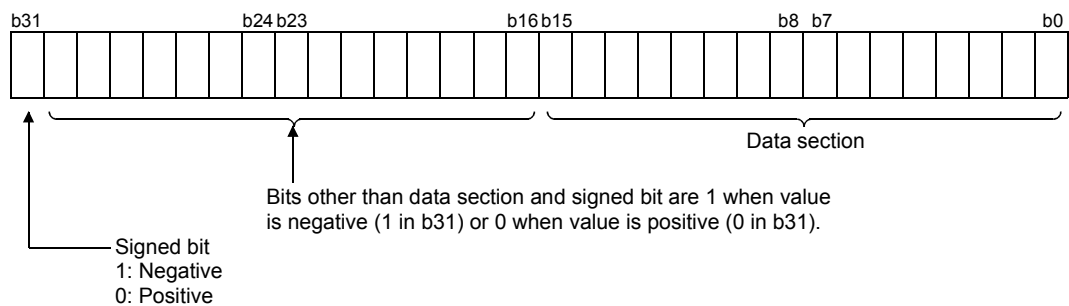 b31 b24 b23 b16 b15 b8 b7 b0
Data section
Bits other than data section and signed bit are 1 when value
is negative (1 in b31) or 0 when value is positive (0 in b31).
Signed bit
1: Negative
0: Positive